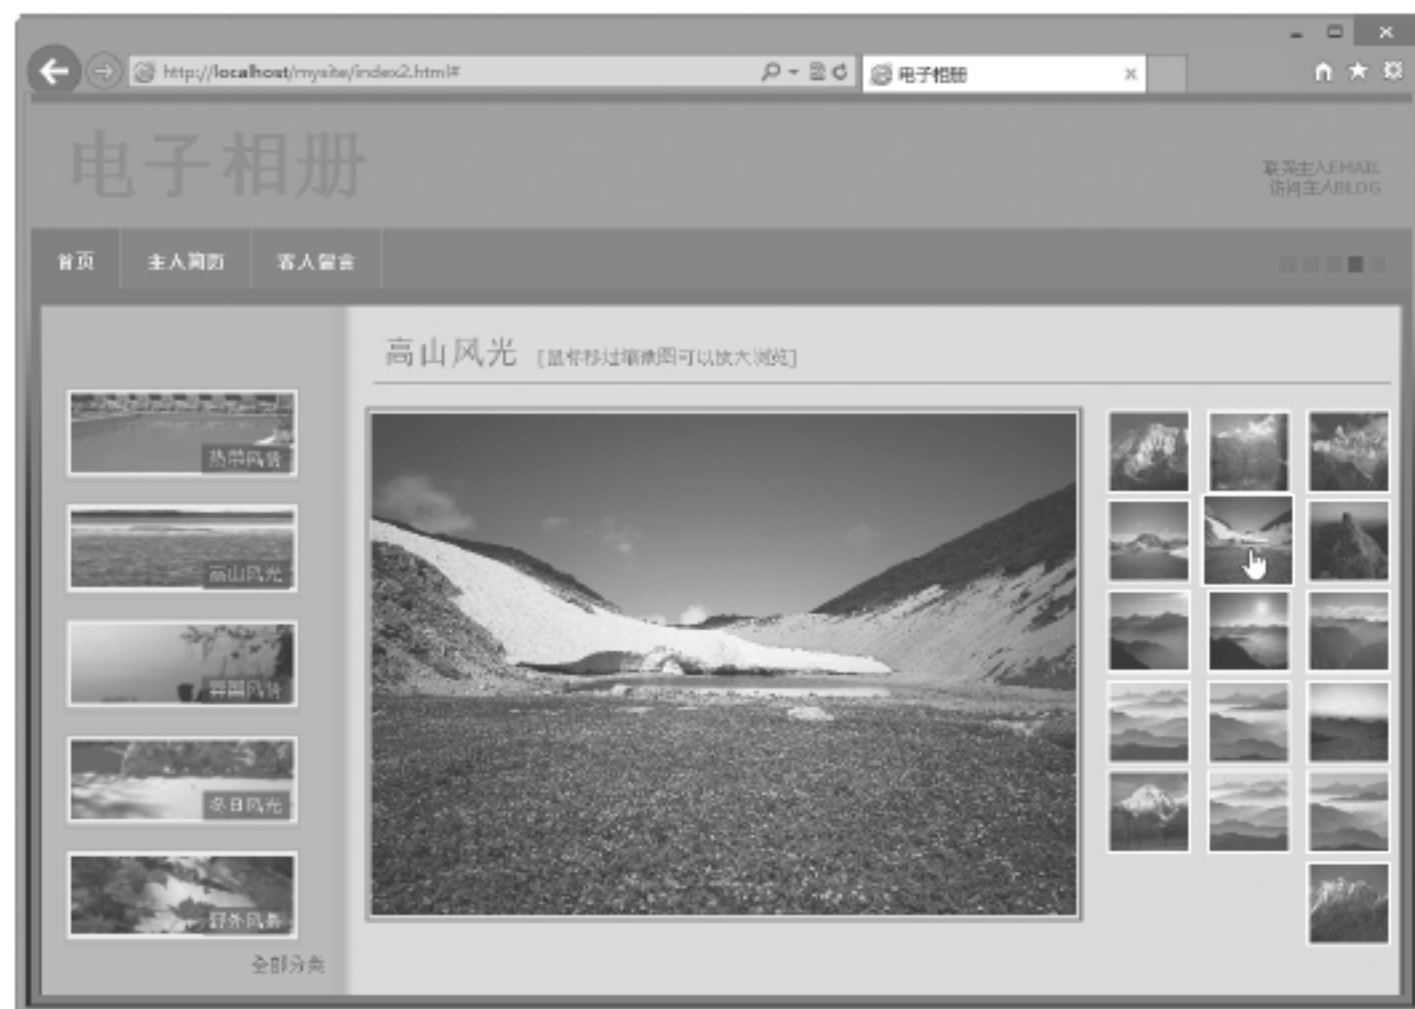 http://localhost/mysite/index2.html#
电子相册
电子相册
联系主人EMAIL
访问主人BLOG
首页 主人简历 客人留言
高山风光 [鼠标移过缩微图可以放大浏览]
热带风情
高山风光
异国风情
冬日风光
野外风景
全部分类